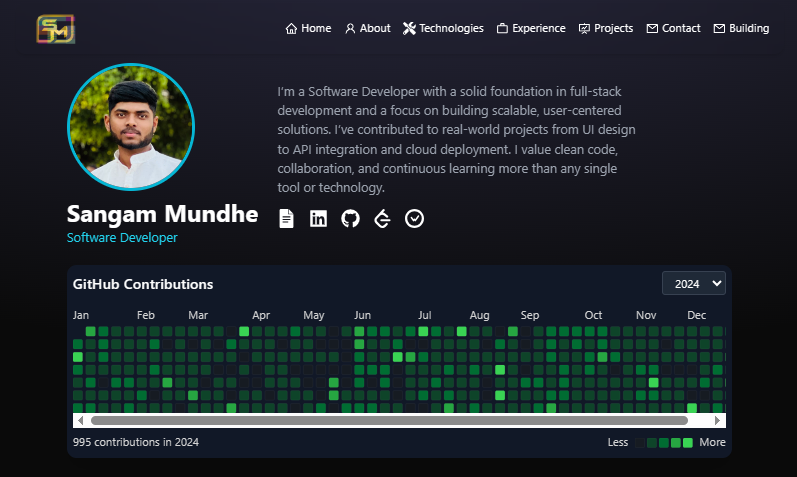 SM
Home
About
Technologies
Experience
Projects
Contact
Building
I'm a Software Developer with a solid foundation in full-stack
development and a focus on building scalable, user-centered
solutions. I've contributed to real-world projects from UI design
to API integration and cloud deployment. I value clean code,
collaboration, and continuous learning more than any single
tool or technology.
Sangam Mundhe
Software Developer
in
GitHub Contributions
2024
Jan Feb Mar Apr May Jun Jul Aug Sep Oct Nov Dec
995 contributions in 2024
Less
More